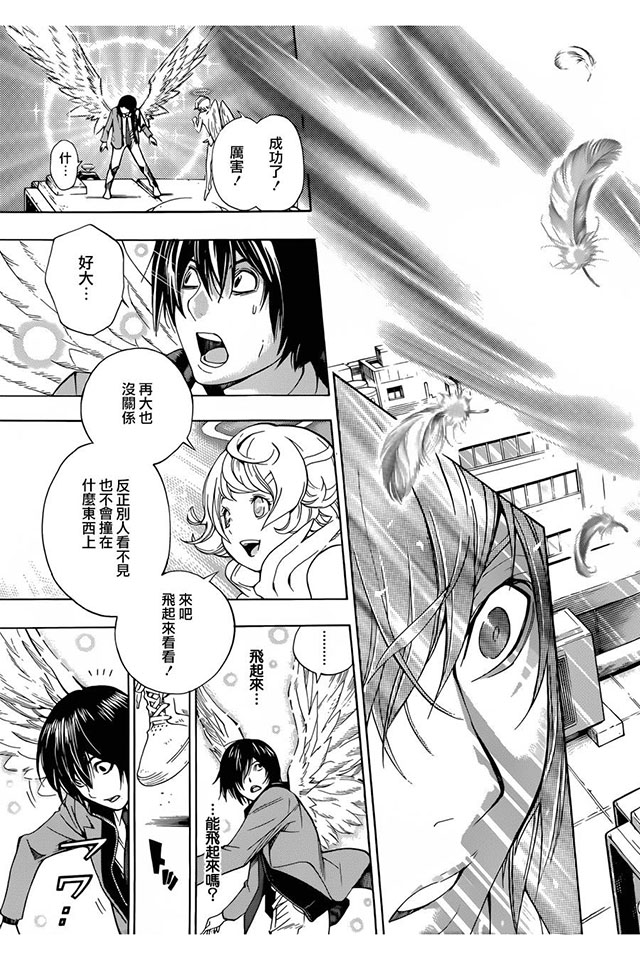 成功了！
厲害！
什…
好大…
再大也
沒關係
反正別人看不見
也不會撞在
什麼東西上
來吧
飛起來看看！
………
飛起來…
…能飛起來嗎？
フワ…